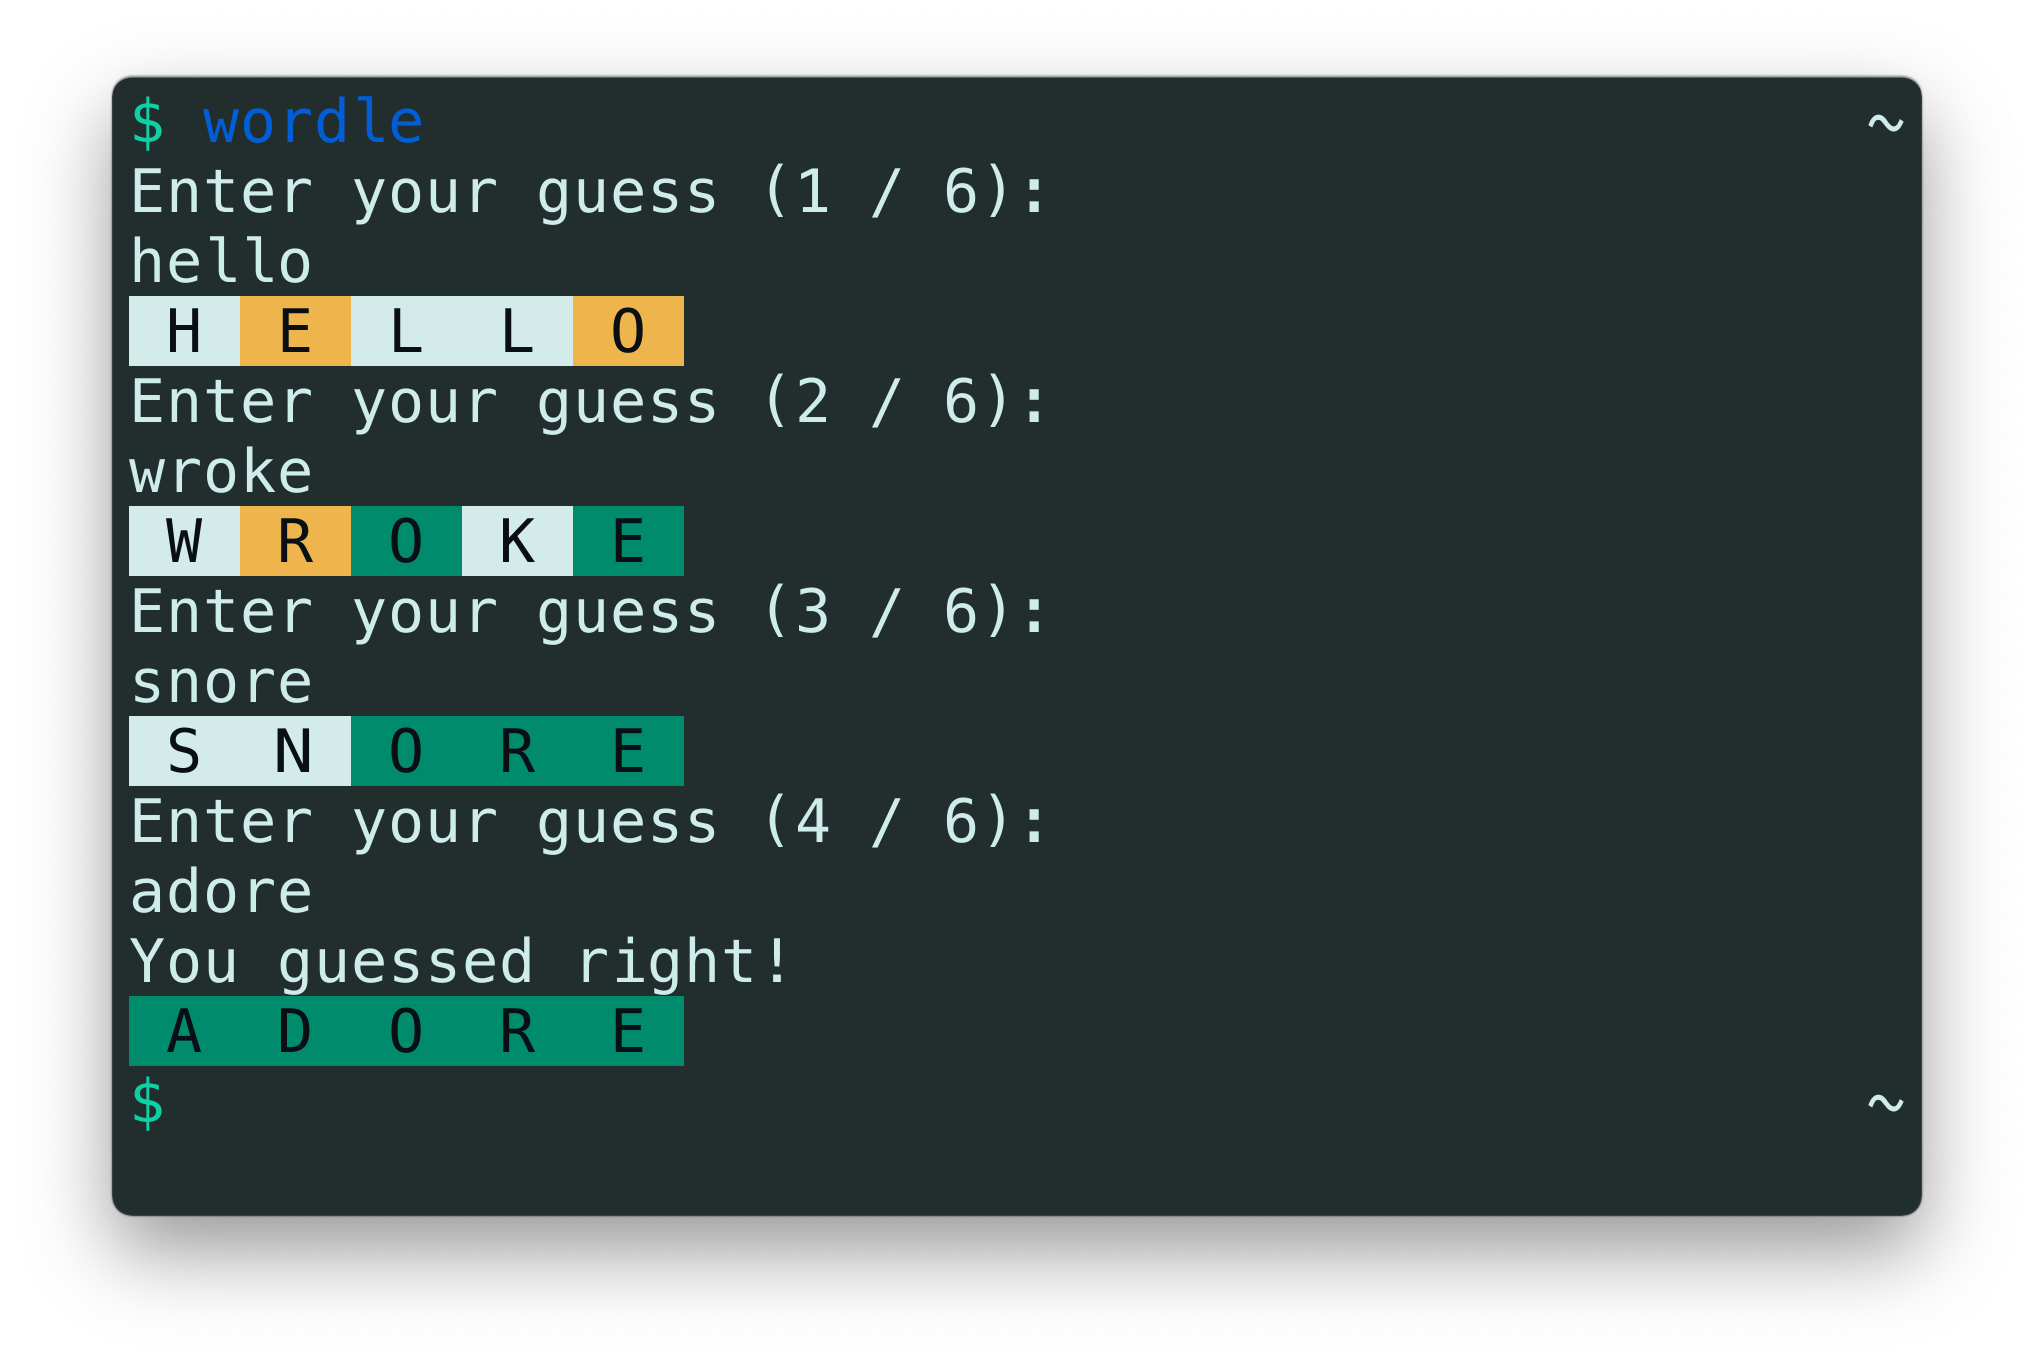 $ wordle ~
Enter your guess (1 / 6):
hello
H E L L O
Enter your guess (2 / 6):
wroke
W R O K E
Enter your guess (3 / 6):
snore
S N O R E
Enter your guess (4 / 6):
adore
You guessed right!
A D O R E
$ ~